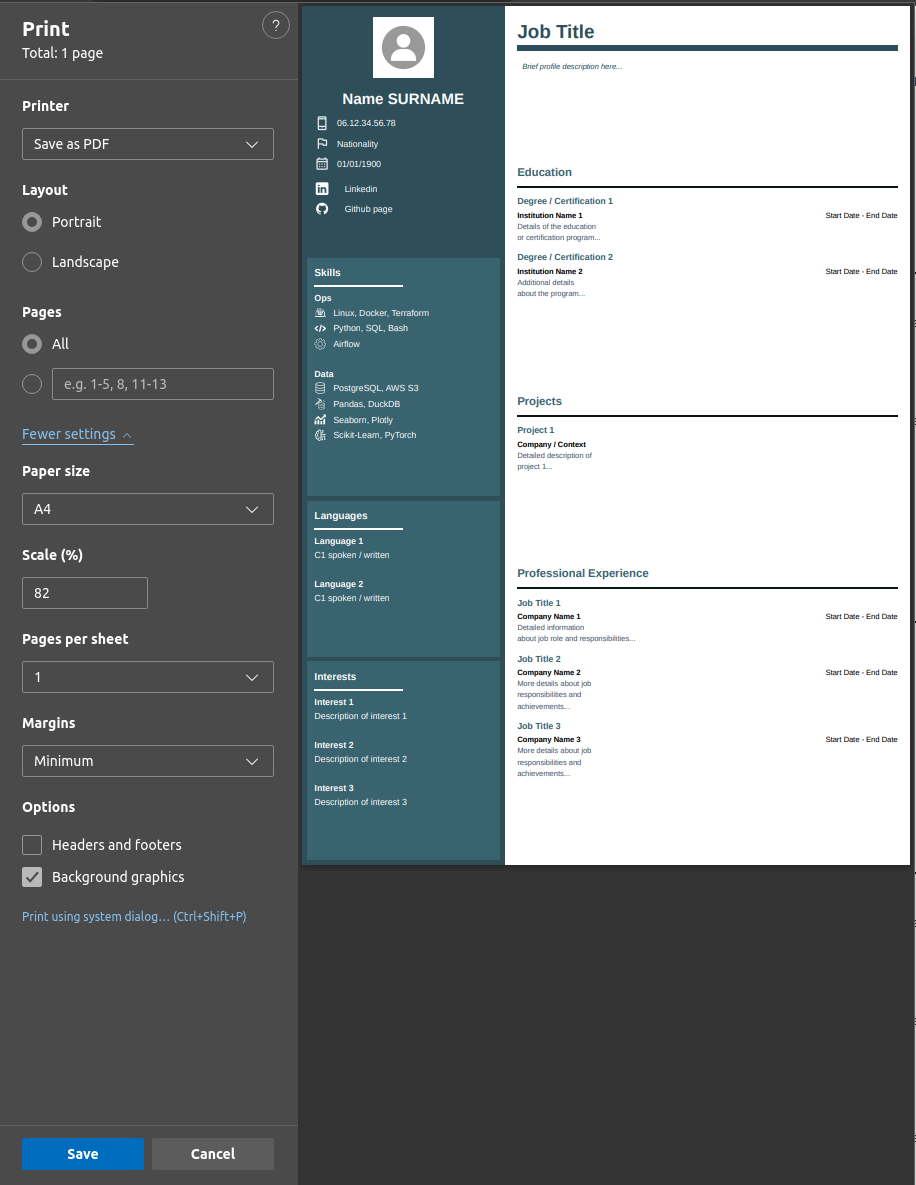 Print
?
Total: 1 page
Printer
Save as PDF
Layout
Portrait
Landscape
Pages
All
e.g. 1-5, 8, 11-13
Fewer settings
Paper size
A4
Scale (%)
82
Pages per sheet
1
Margins
Minimum
Options
Headers and footers
Background graphics
Print using system dialog... (Ctrl+Shift+P)
Save
Cancel
Name SURNAME
06.12.34.56.78
Nationality
01/01/1900
in
Linkedin
Github page
Skills
Ops
Linux, Docker, Terraform
Python, SQL, Bash
Airflow
Data
PostgreSQL, AWS S3
Pandas, DuckDB
Seaborn, Plotly
Scikit-Learn, PyTorch
Languages
Language 1
C1 spoken / written
Language 2
C1 spoken / written
Interests
Interest 1
Description of interest 1
Interest 2
Description of interest 2
Interest 3
Description of interest 3
Job Title
Brief profile description here...
Education
Degree / Certification 1
Institution Name 1 Start Date - End Date
Details of the education
or certification program...
Degree / Certification 2
Institution Name 2 Start Date - End Date
Additional details
about the program...
Projects
Project 1
Company / Context
Detailed description of
project 1...
Professional Experience
Job Title 1
Company Name 1 Start Date - End Date
Detailed information
about job role and responsibilities...
Job Title 2
Company Name 2 Start Date - End Date
More details about job
responsibilities and
achievements...
Job Title 3
Company Name 3 Start Date - End Date
More details about job
responsibilities and
achievements...